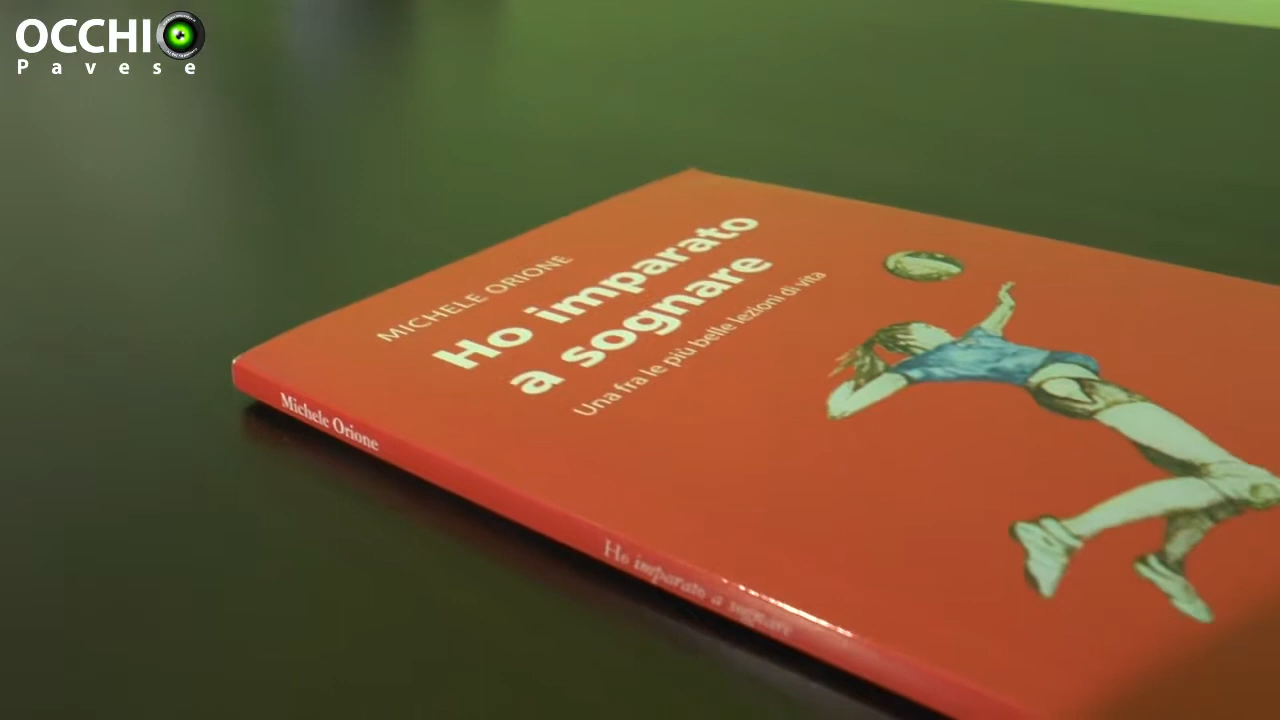 OCCHIO
Pavese
MICHELE ORIONE
Ho imparato
a sognare
Una fra le più belle lezioni di vita
Michele Orione
Ho imparato a sognare